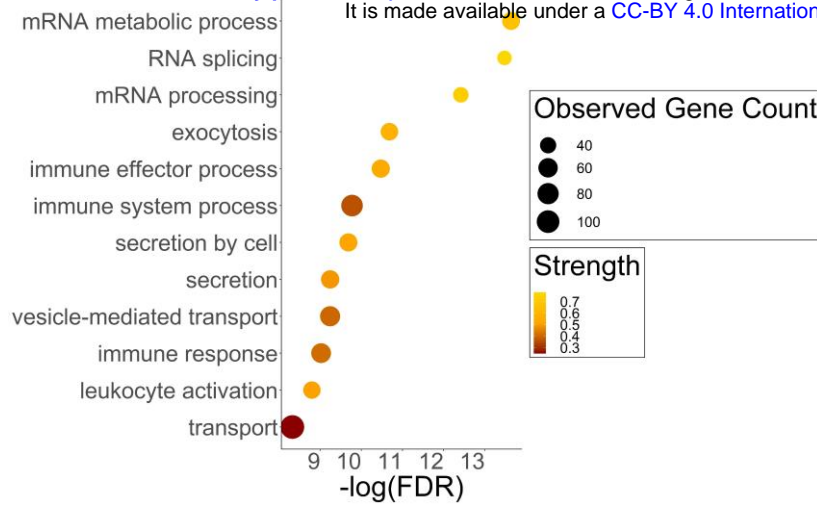 It is made available under a CC-BY 4.0 Internation
mRNA metabolic process
RNA splicing
mRNA processing
exocytosis
immune effector process
immune system process
secretion by cell
secretion
vesicle-mediated transport
immune response
leukocyte activation
transport
9 10 11 12 13
-log(FDR)
Observed Gene Count
40
60
80
100
Strength
0.7
0.6
0.5
0.4
0.3